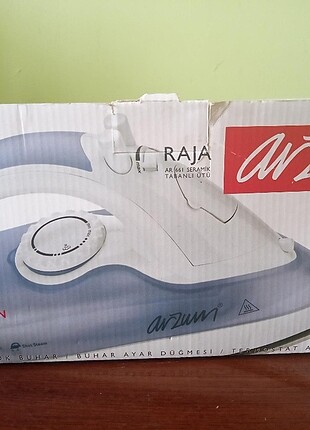 RAJA
AR 661 SERAMİK
TABANLI ÜTÜ
arzum
N
arzum
BUHAR / BUHAR AYAR DÜĞMESİ / TERMOSTAT A